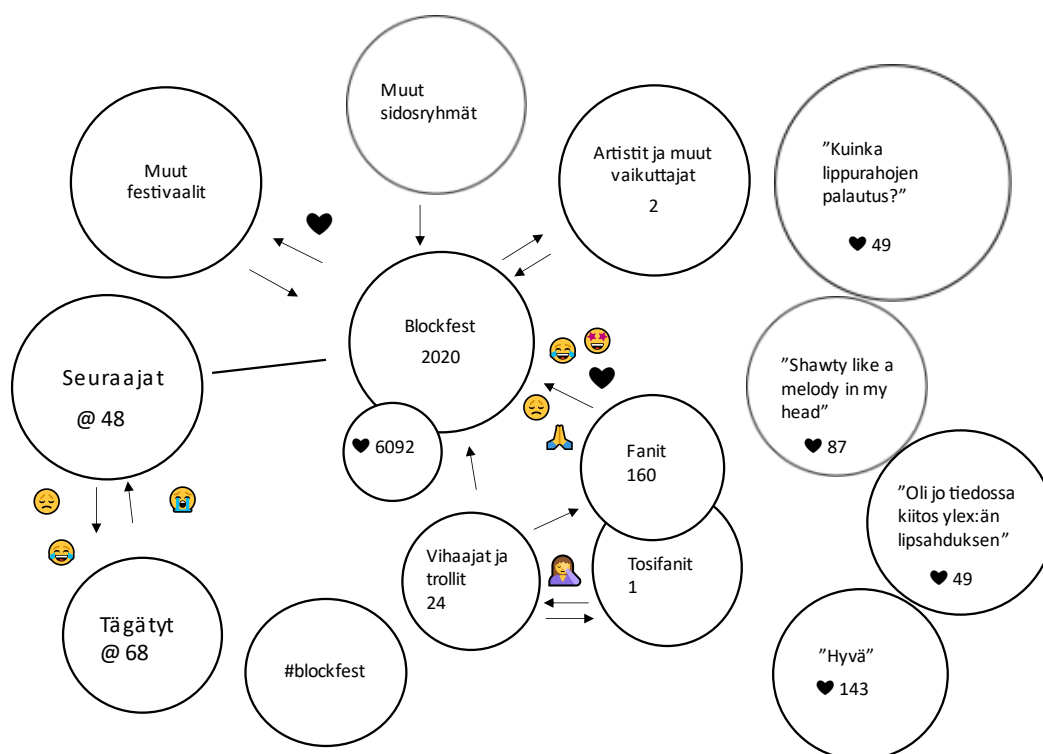 Muut
sidosryhmät
Muut
festivaalit
Artistit ja muut
vaikuttajat
2
”Kuinka
lippurahojen
palautus?”
49
Blockfest
2020
Seuraajat
@ 48
6092
”Shawty like a
melody in my
head”
87
Fanit
160
”Oli jo tiedossa
kiitos ylex:än
lipsahduksen”
49
Vihaajat ja
trollit
24
Tosifanit
1
Tägätyt
@ 68
#blockfest
”Hyvä”
143